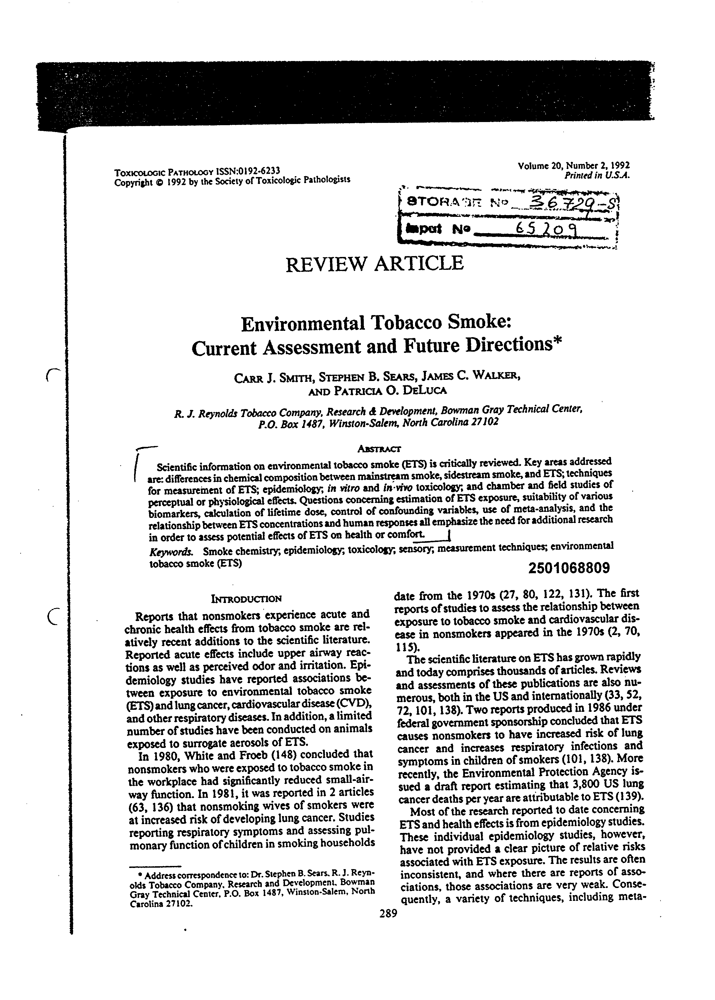 TOXICOLOGIC PATHOLOGY ISSN:0192-6233
Copyright © 1992 by the Society of Toxicologic Pathologists
Volume 20, Number 2, 1992
Printed in U.S.A.
STORAGE No 36729-S
Input No 65209
REVIEW ARTICLE
Environmental Tobacco Smoke:
Current Assessment and Future Directions*
CARR J. SMITH, STEPHEN B. SEARS, JAMES C. WALKER,
AND PATRICIA O. DELUCA
R. J. Reynolds Tobacco Company, Research & Development, Bowman Gray Technical Center,
P.O. Box 1487, Winston-Salem, North Carolina 27102
ABSTRACT
Scientific information on environmental tobacco smoke (ETS) is critically reviewed. Key areas addressed
are: differences in chemical composition between mainstream smoke, sidestream smoke, and ETS; techniques
for measurement of ETS; epidemiology; in vitro and in vivo toxicology; and chamber and field studies of
perceptual or physiological effects. Questions concerning estimation of ETS exposure, suitability of various
biomarkers, calculation of lifetime dose, control of confounding variables, use of meta-analysis, and the
relationship between ETS concentrations and human responses all emphasize the need for additional research
in order to assess potential effects of ETS on health or comfort.
Keywords. Smoke chemistry; epidemiology; toxicology; sensory; measurement techniques; environmental
tobacco smoke (ETS)
2501068809
INTRODUCTION
Reports that nonsmokers experience acute and
chronic health effects from tobacco smoke are rel-
atively recent additions to the scientific literature.
Reported acute effects include upper airway reac-
tions as well as perceived odor and irritation. Epi-
demiology studies have reported associations be-
tween exposure to environmental tobacco smoke
(ETS) and lung cancer, cardiovascular disease (CVD),
and other respiratory diseases. In addition, a limited
number of studies have been conducted on animals
exposed to surrogate aerosols of ETS.
In 1980, White and Froeb (148) concluded that
nonsmokers who were exposed to tobacco smoke in
the workplace had significantly reduced small-air-
way function. In 1981, it was reported in 2 articles
(63, 136) that nonsmoking wives of smokers were
at increased risk of developing lung cancer. Studies
reporting respiratory symptoms and assessing pul-
monary function of children in smoking households
* Address correspondence to: Dr. Stephen B. Sears, R. J. Reyn-
olds Tobacco Company, Research and Development, Bowman
Gray Technical Center, P.O. Box 1487, Winston-Salem, North
Carolina 27102.
date from the 1970s (27, 80, 122, 131). The first
reports of studies to assess the relationship between
exposure to tobacco smoke and cardiovascular dis-
ease in nonsmokers appeared in the 1970s (2, 70,
115).
The scientific literature on ETS has grown rapidly
and today comprises thousands of articles. Reviews
and assessments of these publications are also nu-
merous, both in the US and internationally (33, 52,
72, 101, 138). Two reports produced in 1986 under
federal government sponsorship concluded that ETS
causes nonsmokers to have increased risk of lung
cancer and increases respiratory infections and
symptoms in children of smokers (101, 138). More
recently, the Environmental Protection Agency is-
sued a draft report estimating that 3,800 US lung
cancer deaths per year are attributable to ETS (139).
Most of the research reported to date concerning
ETS and health effects is from epidemiology studies.
These individual epidemiology studies, however,
have not provided a clear picture of relative risks
associated with ETS exposure. The results are often
inconsistent, and where there are reports of asso-
ciations, those associations are very weak. Conse-
quently, a variety of techniques, including meta-
289